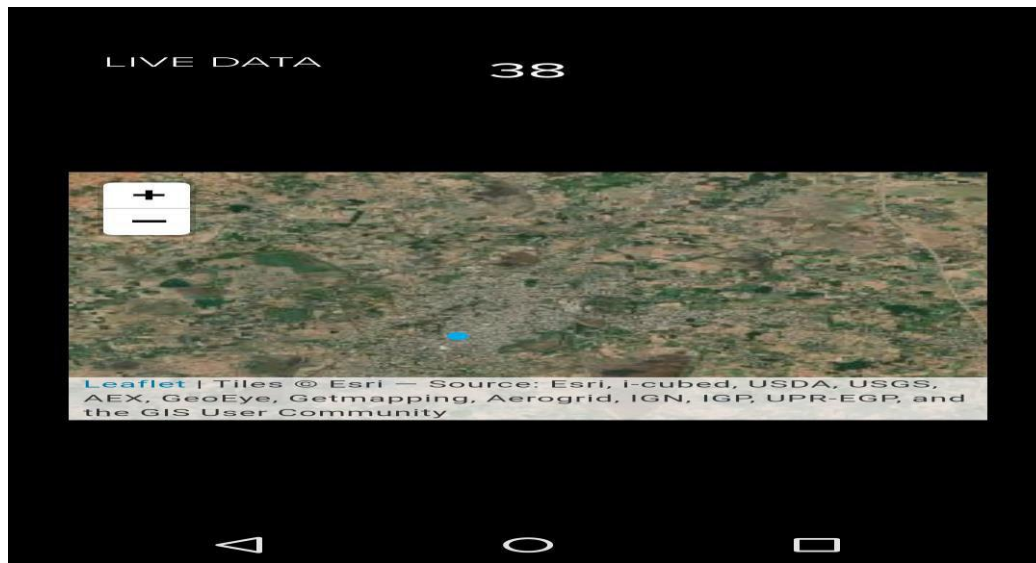 LIVE DATA
38
+
−
Leaflet | Tiles © Esri — Source: Esri, i-cubed, USDA, USGS,
AEX, GeoEye, Getmapping, Aerogrid, IGN, IGP, UPR-EGP, and
the GIS User Community